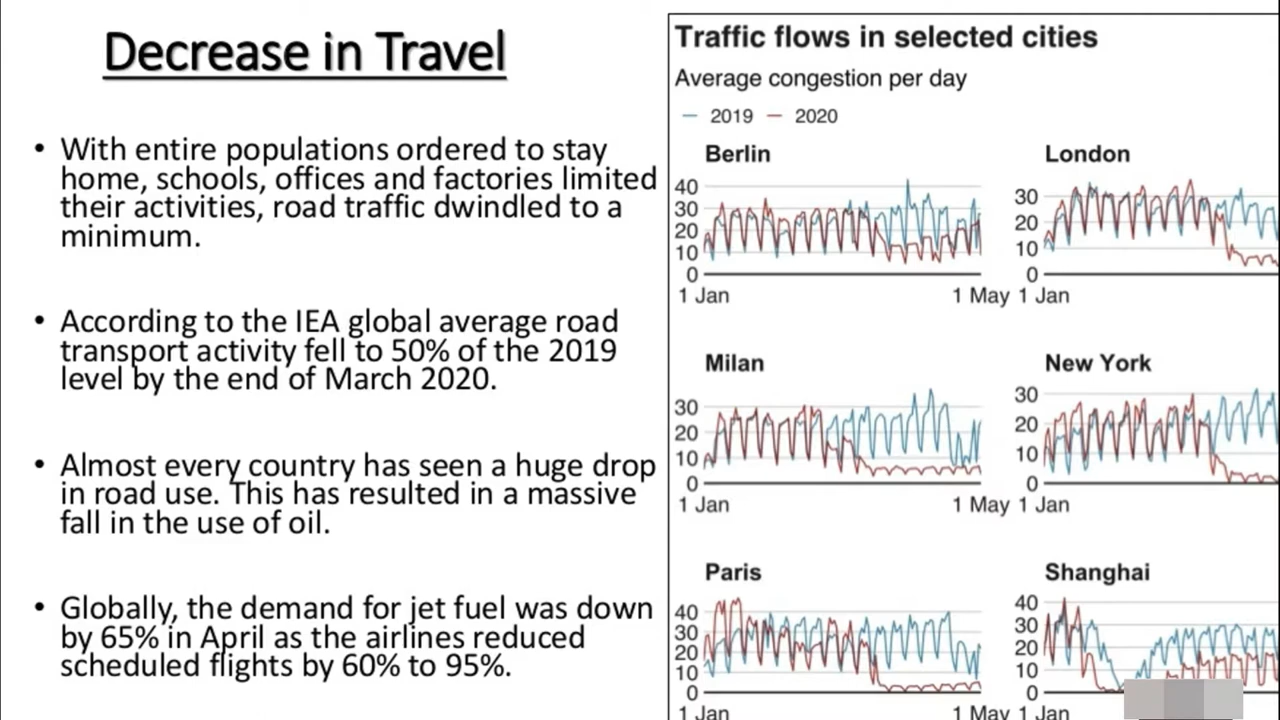 Decrease in Travel
• With entire populations ordered to stay
home, schools, offices and factories limited
their activities, road traffic dwindled to a
minimum.
• According to the IEA global average road
transport activity fell to 50% of the 2019
level by the end of March 2020.
• Almost every country has seen a huge drop
in road use. This has resulted in a massive
fall in the use of oil.
• Globally, the demand for jet fuel was down
by 65% in April as the airlines reduced
scheduled flights by 60% to 95%.
Traffic flows in selected cities
Average congestion per day
2019 2020
Berlin
40
30
20
10
0
1 Jan 1 May
London
30
20
10
0
1 Jan
Milan
30
20
10
0
1 Jan 1 May
New York
30
20
10
0
1 Jan
Paris
40
30
20
10
0
1 Jan 1 May
Shanghai
40
30
20
10
0
1 Jan